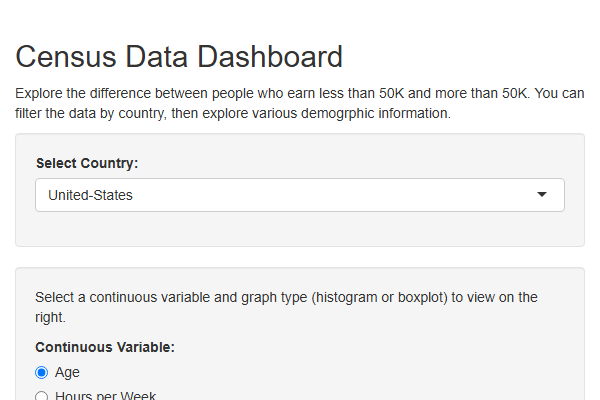 Census Data Dashboard
Explore the difference between people who earn less than 50K and more than 50K. You can
filter the data by country, then explore various demogrphic information.
Select Country:
United-States
Select a continuous variable and graph type (histogram or boxplot) to view on the
right.
Continuous Variable:
Age
Hours per Week